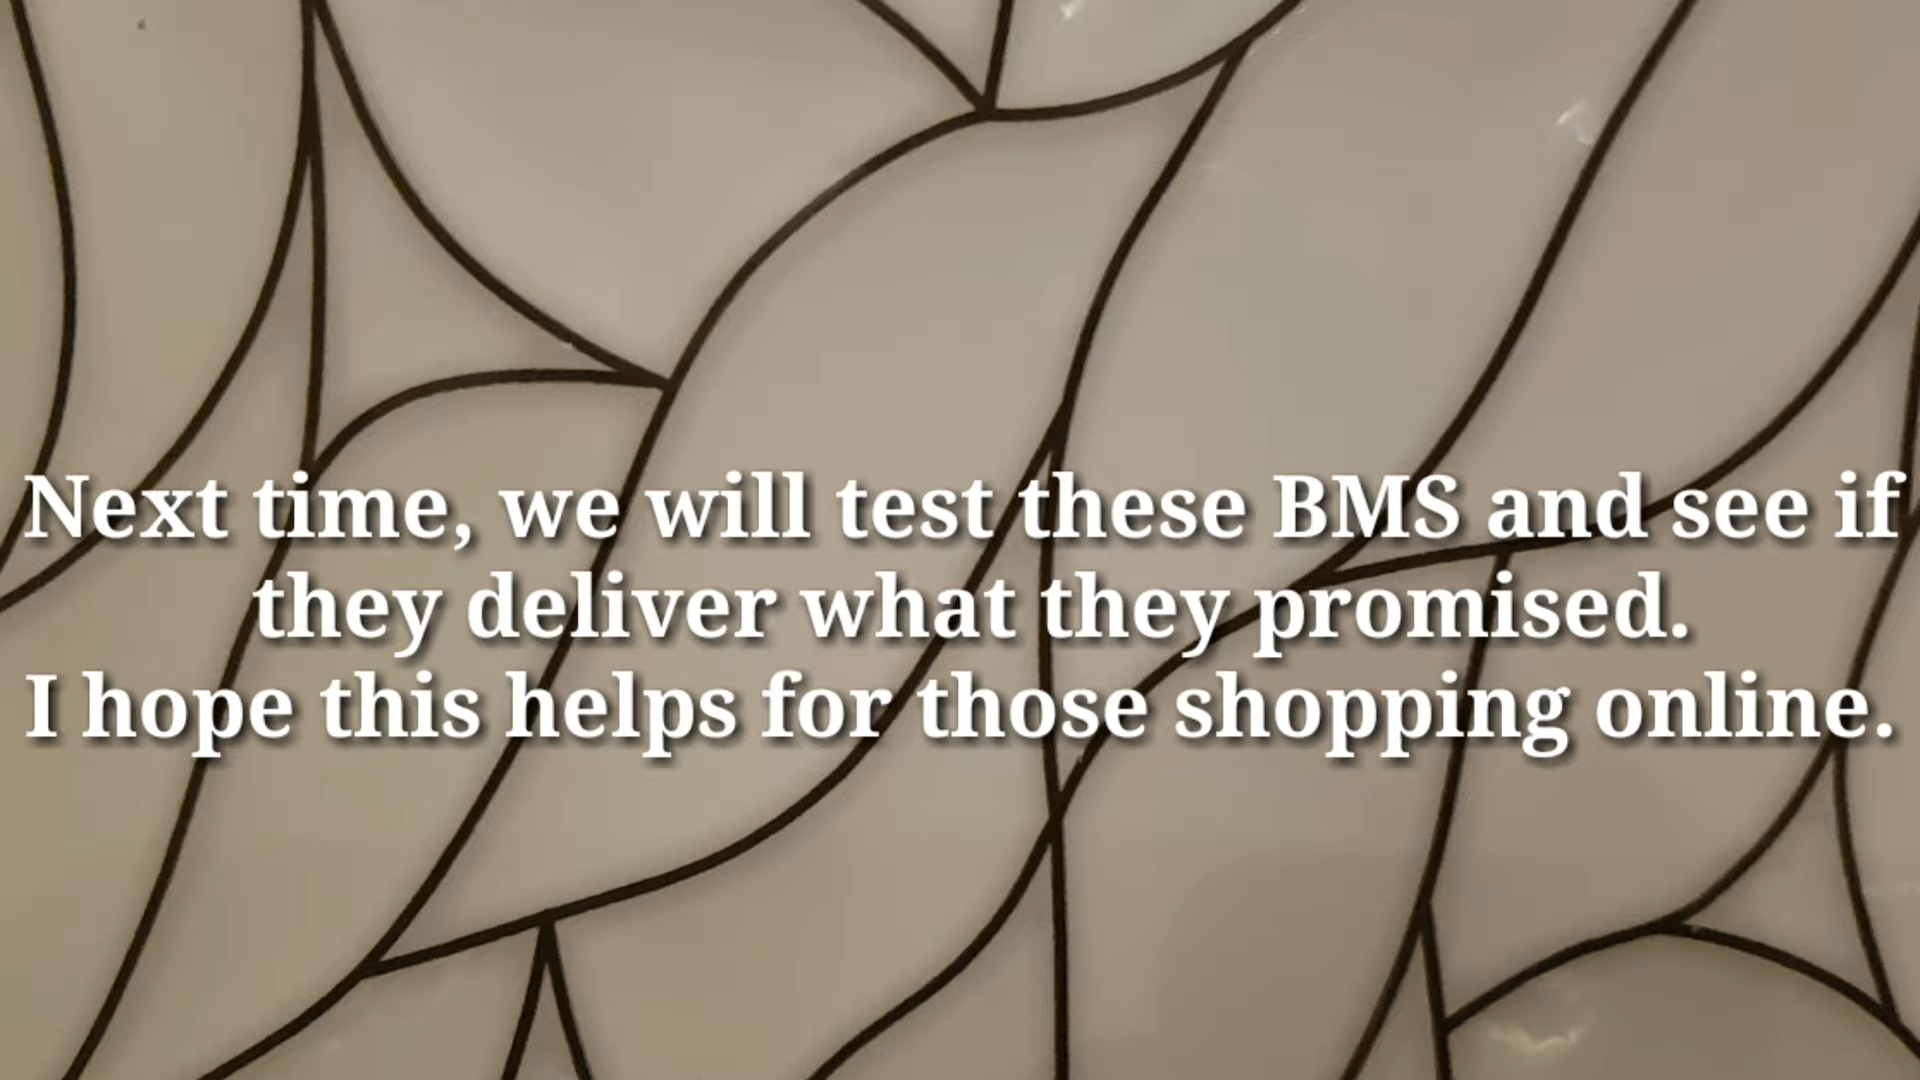 Next time, we will test these BMS and see if
they deliver what they promised.
I hope this helps for those shopping online.